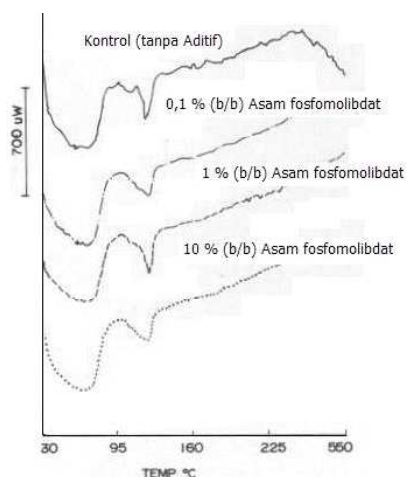 Kontrol (tanpa Aditif)
0,1 % (b/b) Asam fosfomolibdat
700 uW
1 % (b/b) Asam fosfomolibdat
10 % (b/b) Asam fosfomolibdat
30 95 160 225 550
TEMP °C